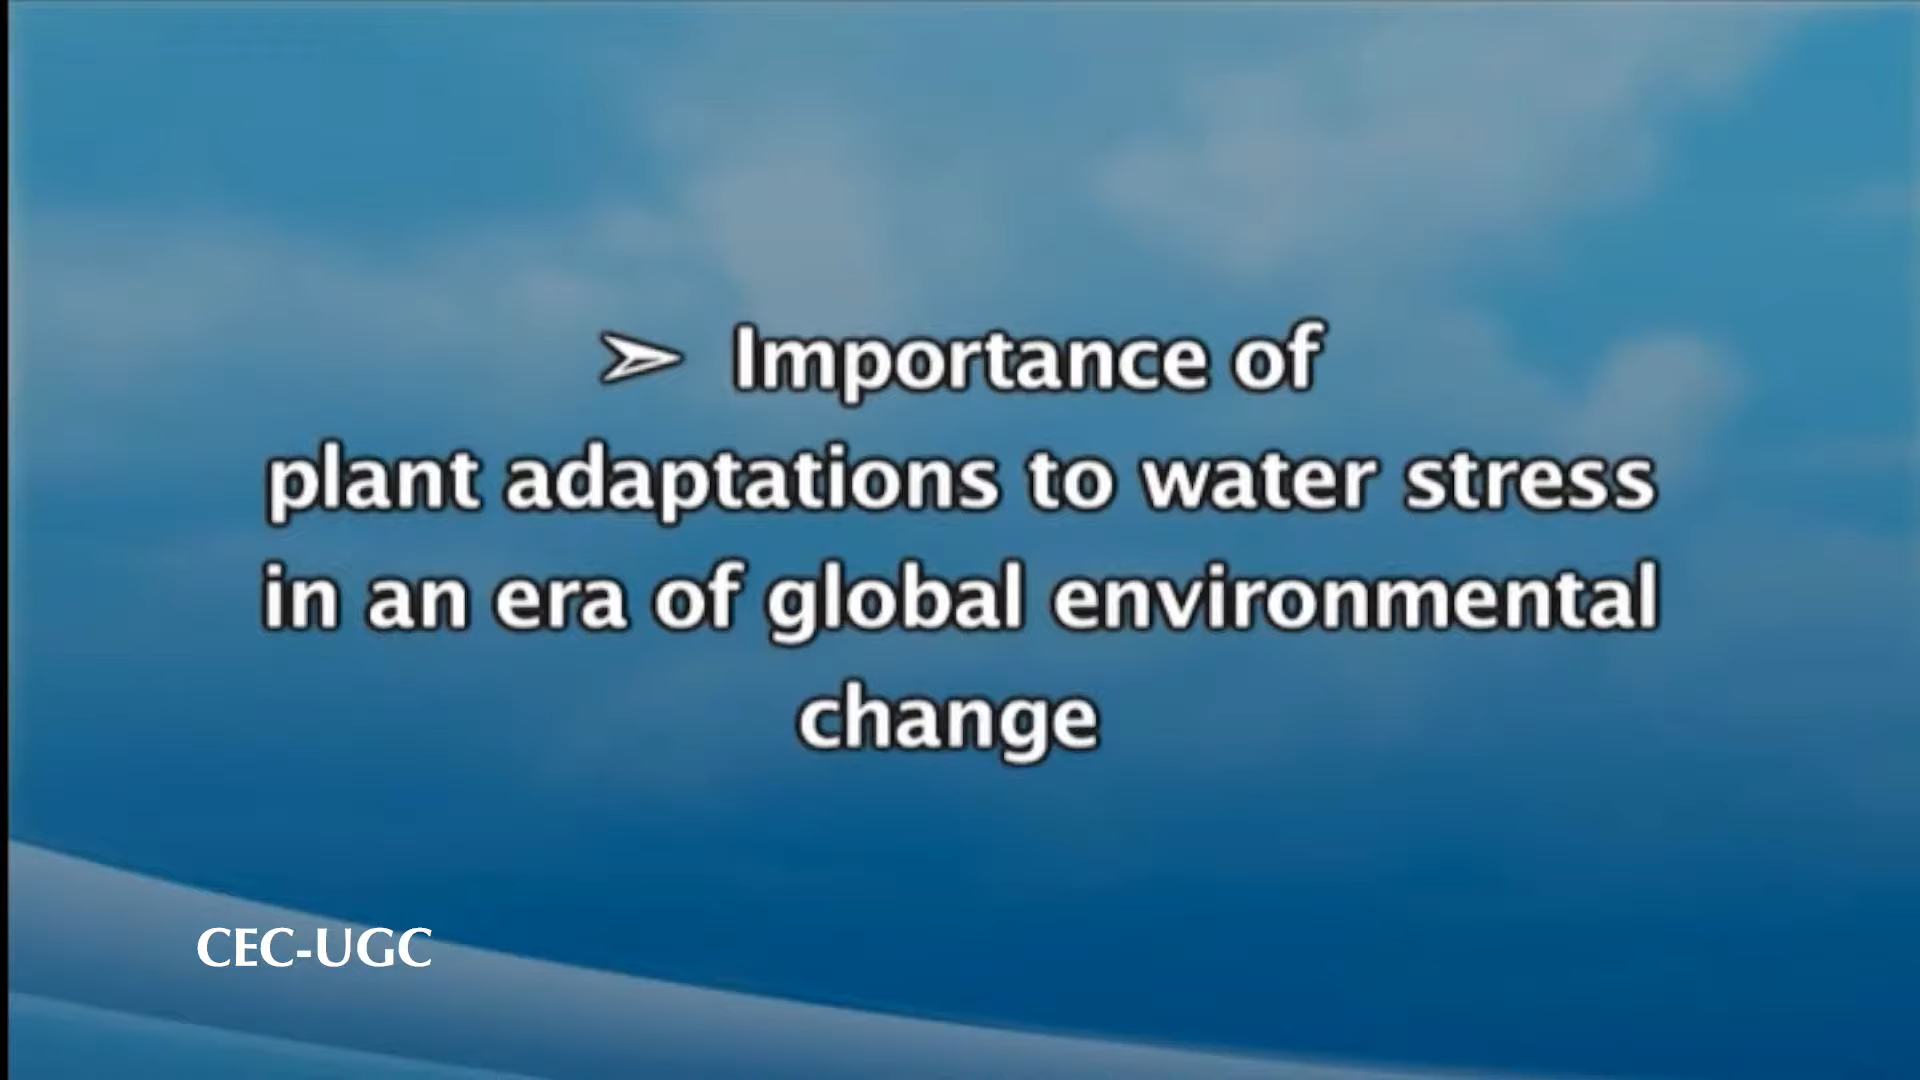 ➢ Importance of
plant adaptations to water stress
in an era of global environmental
change
CEC-UGC